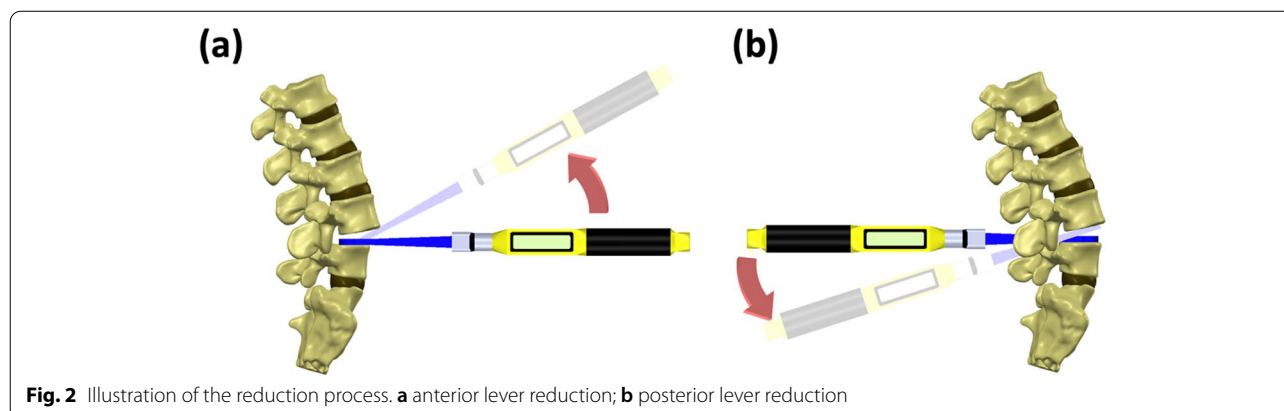 (a)
(b)
Fig. 2 Illustration of the reduction process. a anterior lever reduction; b posterior lever reduction